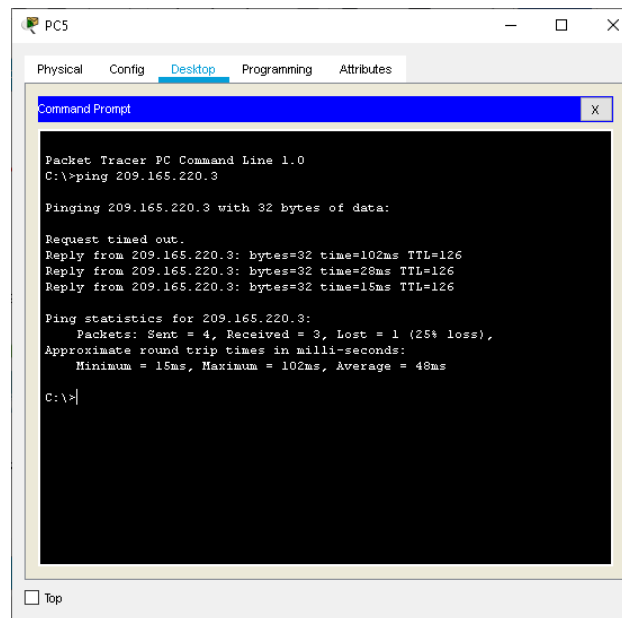 PC5
Physical Config Desktop Programming Attributes
Command Prompt
X
Packet Tracer PC Command Line 1.0
C:\>ping 209.165.220.3
Pinging 209.165.220.3 with 32 bytes of data:
Request timed out.
Reply from 209.165.220.3: bytes=32 time=102ms TTL=126
Reply from 209.165.220.3: bytes=32 time=28ms TTL=126
Reply from 209.165.220.3: bytes=32 time=15ms TTL=126
Ping statistics for 209.165.220.3:
Packets: Sent = 4, Received = 3, Lost = 1 (25% loss),
Approximate round trip times in milli-seconds:
Minimum = 15ms, Maximum = 102ms, Average = 48ms
C:\>
Top